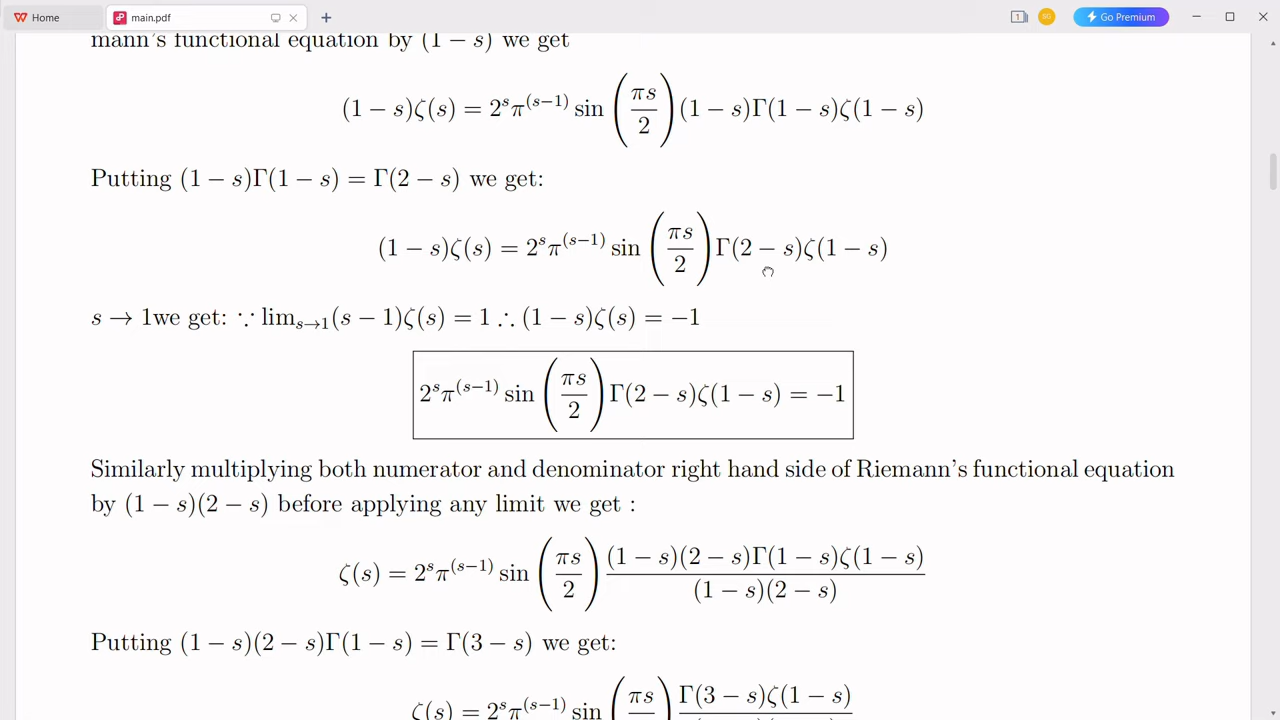 Home
main.pdf
1
Go Premium
mann's functional equation by (1 − s) we get
(1 − s)ζ(s) = 2^s π^(s−1) sin (πs/2) (1 − s)Γ(1 − s)ζ(1 − s)
Putting (1 − s)Γ(1 − s) = Γ(2 − s) we get:
(1 − s)ζ(s) = 2^s π^(s−1) sin (πs/2) Γ(2 − s)ζ(1 − s)
s → 1we get: ∵ lim_{s→1}(s − 1)ζ(s) = 1 ∴ (1 − s)ζ(s) = −1
2^s π^(s−1) sin (πs/2) Γ(2 − s)ζ(1 − s) = −1
Similarly multiplying both numerator and denominator right hand side of Riemann's functional equation
by (1 − s)(2 − s) before applying any limit we get :
ζ(s) = 2^s π^(s−1) sin (πs/2) (1 − s)(2 − s)Γ(1 − s)ζ(1 − s) / (1 − s)(2 − s)
Putting (1 − s)(2 − s)Γ(1 − s) = Γ(3 − s) we get:
ζ(s) = 2^s π^(s−1) sin (πs Γ(3 − s)ζ(1 − s)